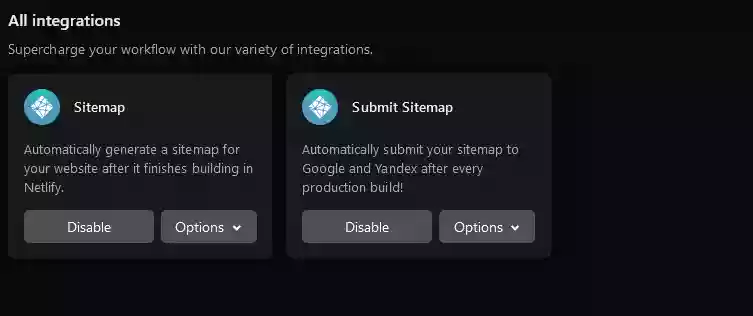 All integrations
Supercharge your workflow with our variety of integrations.
Sitemap
Automatically generate a sitemap for
your website after it finishes building in
Netlify.
Disable
Options
Submit Sitemap
Automatically submit your sitemap to
Google and Yandex after every
production build!
Disable
Options